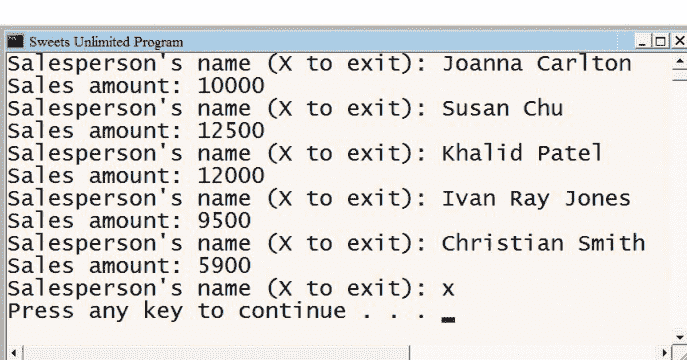 Sweets Unlimited Program
Salesperson's name (X to exit): Joanna Carlton
Sales amount: 10000
Salesperson's name (X to exit): Susan Chu
Sales amount: 12500
Salesperson's name (X to exit): Khalid Patel
Sales amount: 12000
Salesperson's name (X to exit): Ivan Ray Jones
Sales amount: 9500
Salesperson's name (X to exit): Christian Smith
Sales amount: 5900
Salesperson's name (X to exit): x
Press any key to continue . . . _